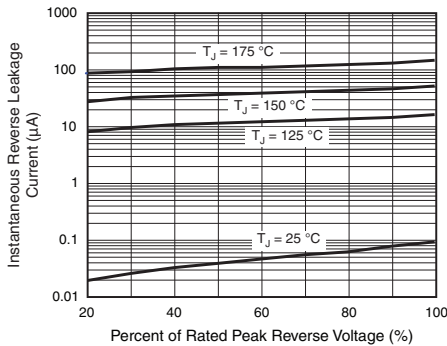 1000
100
10
1
0.1
0.01
Instantaneous Reverse Leakage
Current (µA)
TJ = 175 °C
TJ = 150 °C
TJ = 125 °C
TJ = 25 °C
20
40
60
80
100
Percent of Rated Peak Reverse Voltage (%)